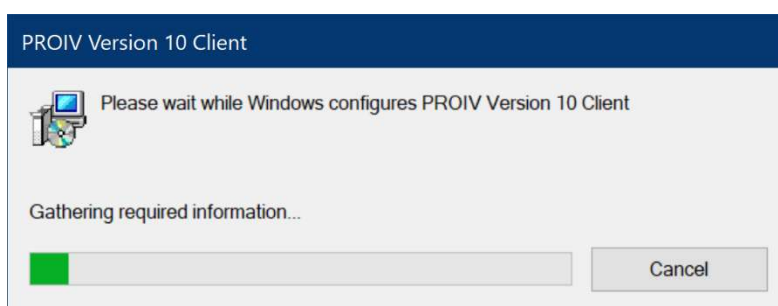 PROIV Version 10 Client
Please wait while Windows configures PROIV Version 10 Client
Gathering required information...
Cancel